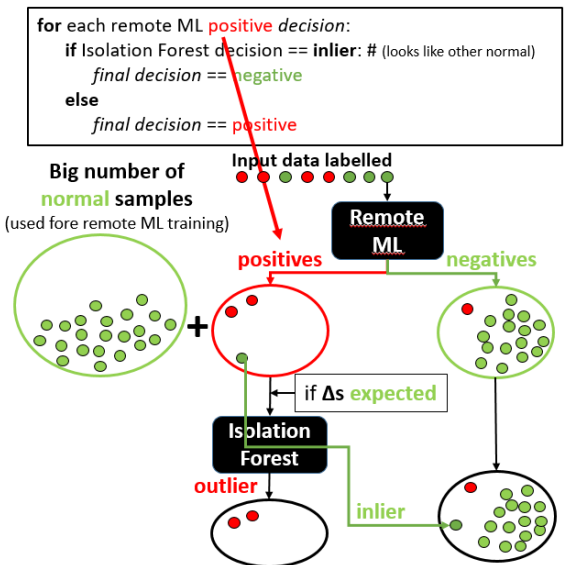 for each remote ML positive decision:
if Isolation Forest decision == inlier: # (looks like other normal)
final decision == negative
else
final decision == positive
Input data labelled
Big number of
normal samples
(used fore remote ML training)
Remote
ML
positives
negatives
+
if Δs expected
Isolation
Forest
outlier
inlier